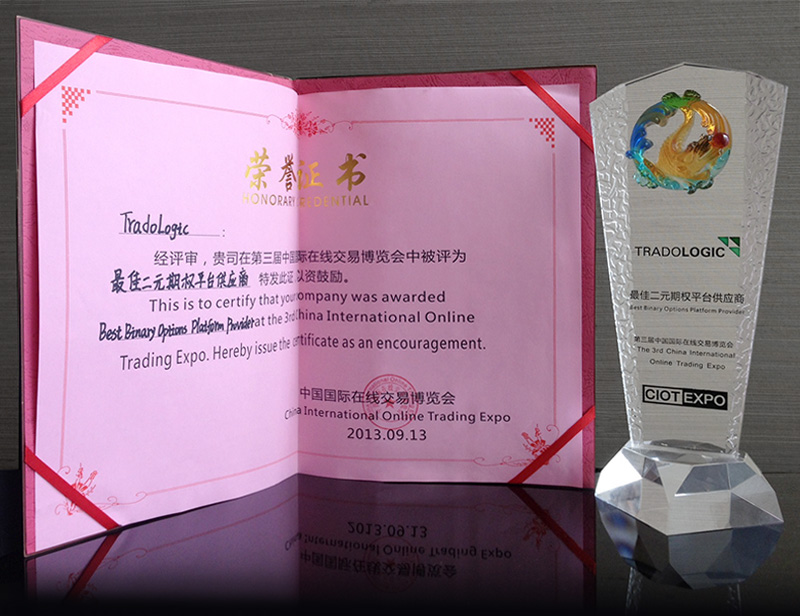 荣誉证书
HONORARY
TradoLogic :
经评审，贵司在第三届中国国际在线交易博览会中被评为
最佳二元期权平台供应商 特发此证，以资鼓励。
This is to certify that your company was awarded
Best Binary Options Platform Provider at the 3rd China International Online
Trading Expo. Hereby issue the certificate as an encouragement.
中国国际在线交易博览会
China International Online Trading Expo
2013.09.13
TRADOLOGIC
最佳二元期权平台供应商
Best Binary Options Platform Provider
第三届中国国际在线交易博览会
The 3rd China International
Online Trading Expo
CIOT EXPO